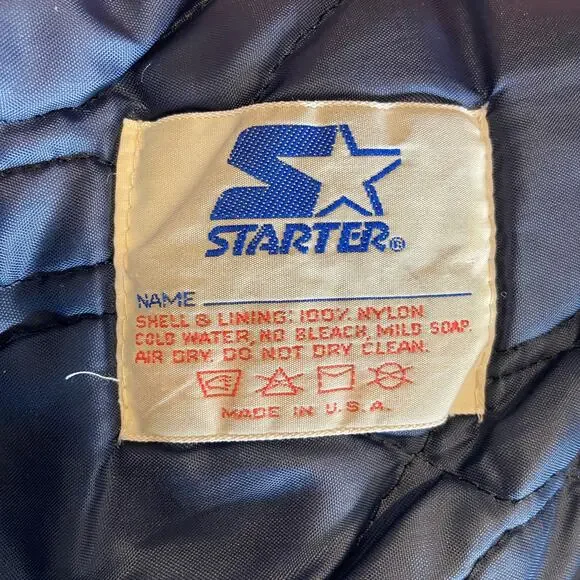 STARTER®
NAME
SHELL & LINING: 100% NYLON
COLD WATER, NO BLEACH, MILD SOAP.
AIR DRY. DO NOT DRY CLEAN.
MADE IN U.S.A.